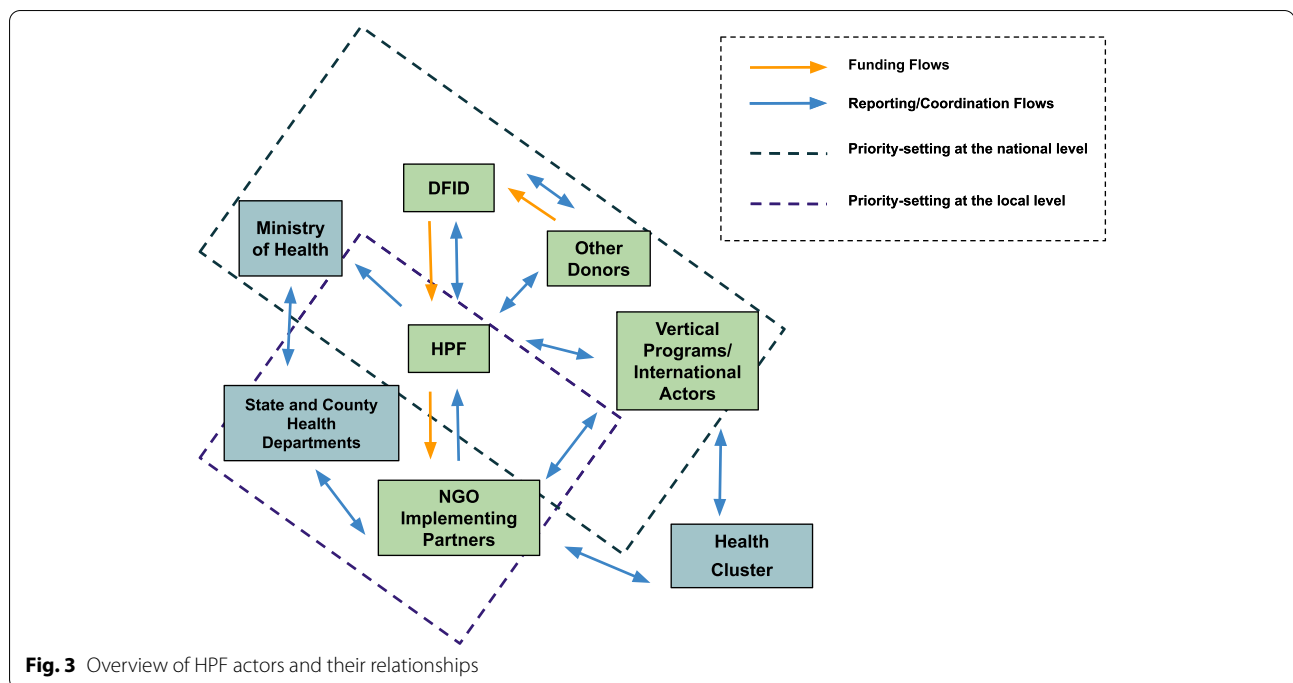 Funding Flows
Reporting/Coordination Flows
Priority-setting at the national level
Priority-setting at the local level
DFID
Ministry
of Health
Other
Donors
HPF
Vertical
Programs/
International
Actors
State and County
Health
Departments
NGO
Implementing
Partners
Health
Cluster
Fig. 3 Overview of HPF actors and their relationships